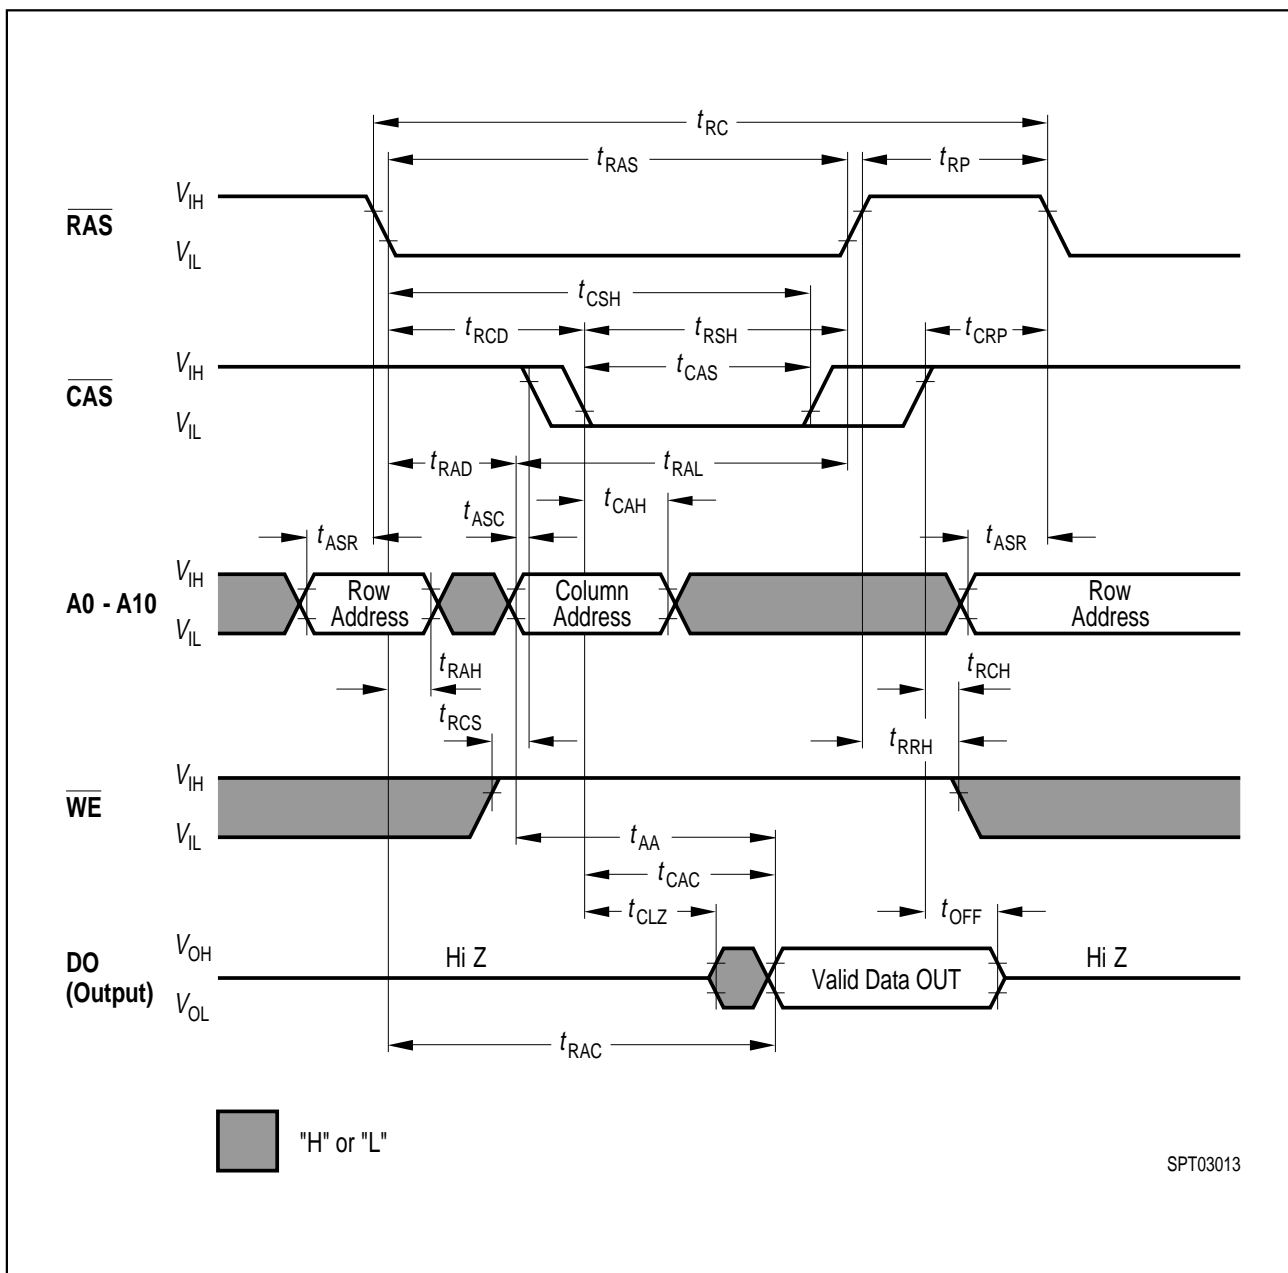 tRC
tRAS
tRP
VIH
RAS
VIL
tCSH
tRCD
tRSH
tCRP
VIH
tCAS
CAS
VIL
tRAD
tRAL
tASC
tCAH
tASR
tASR
VIH
A0 - A10
Row
Address
Column
Address
Row
Address
VIL
tRAH
tRCH
tRCS
tRRH
VIH
WE
VIL
tAA
tCAC
tCLZ
tOFF
VOH
DO
(Output)
Hi Z
Valid Data OUT
Hi Z
VOL
tRAC
"H" or "L"
SPT03013